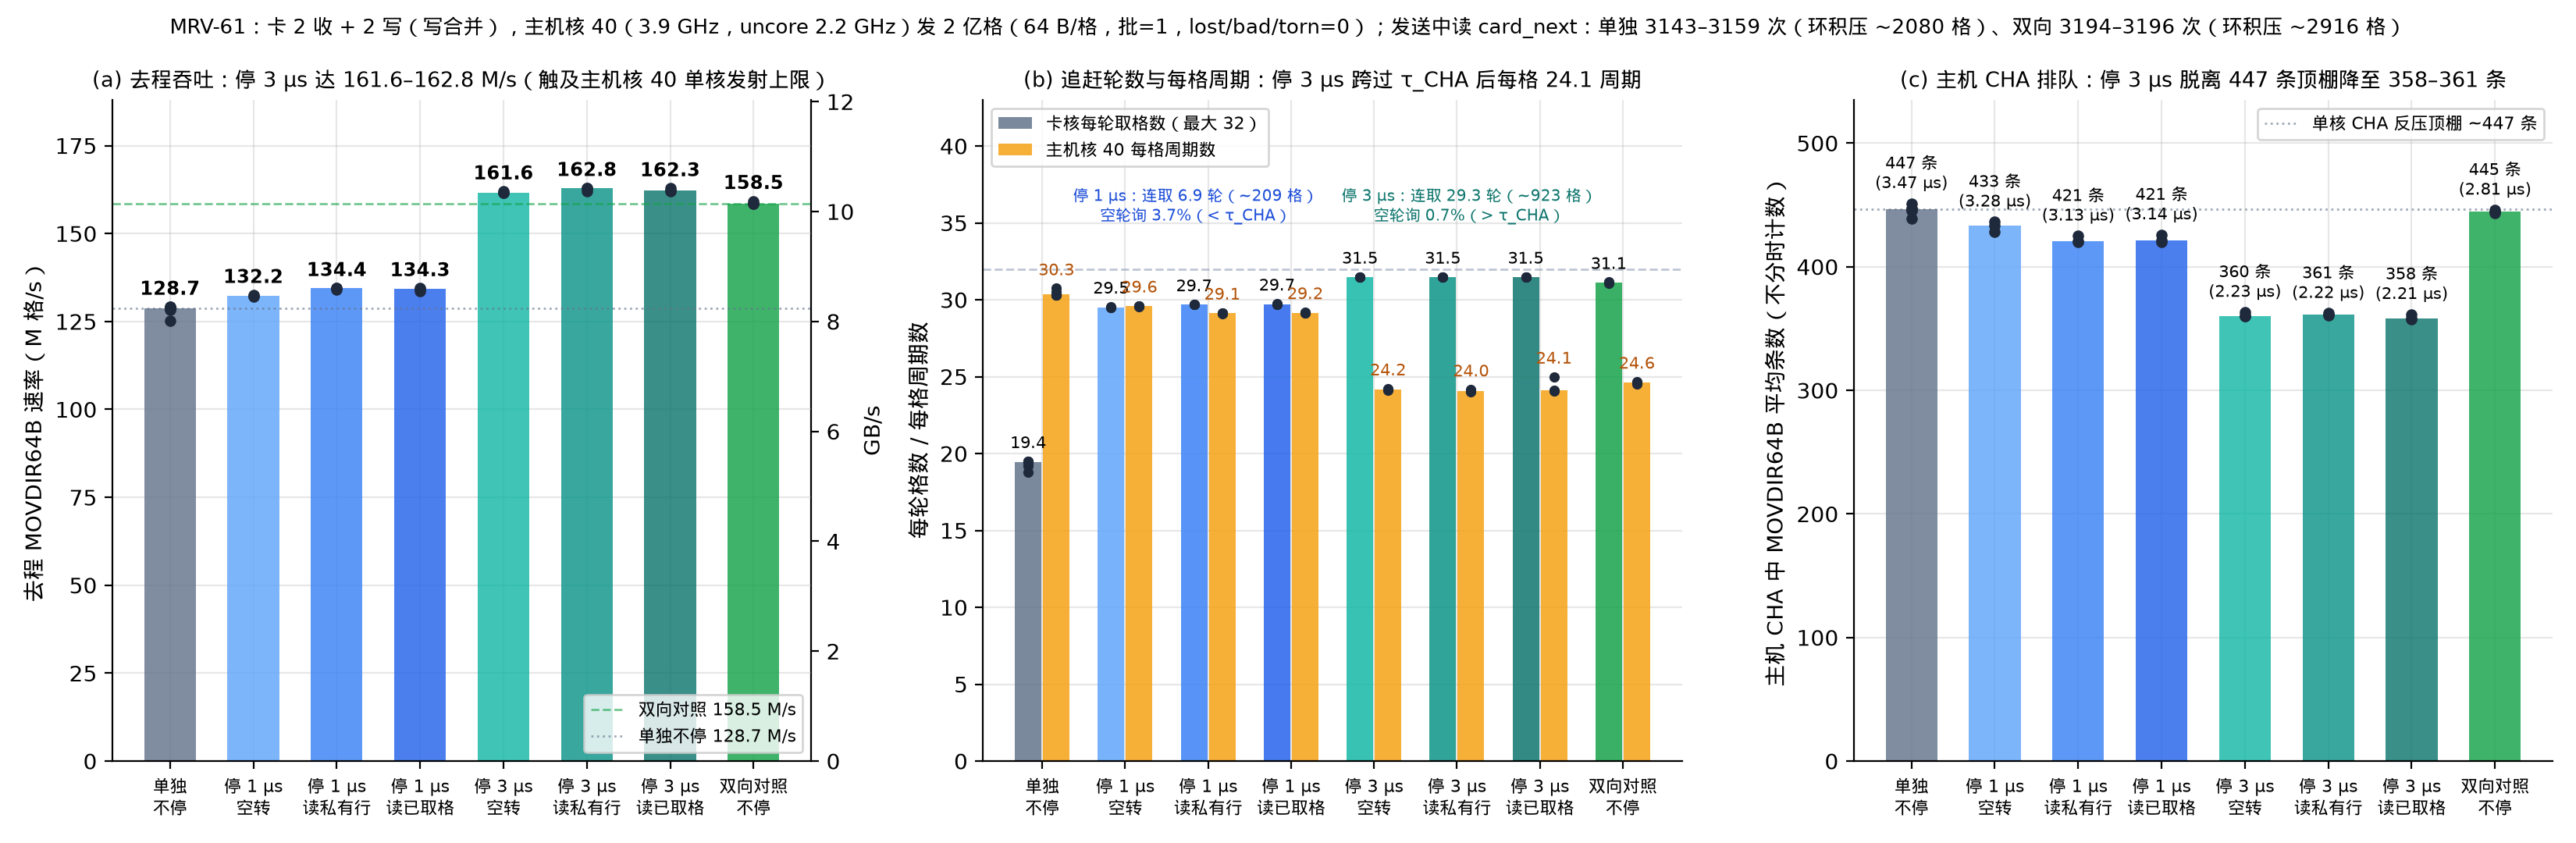 MRV-61：卡 2 收 + 2 写（写合并），主机核 40（3.9 GHz，uncore 2.2 GHz）发 2 亿格（64 B/格，批=1，lost/bad/torn=0）；发送中读 card_next：单独 3143–3159 次（环积压 ~2080 格）、双向 3194–3196 次（环积压 ~2916 格）
(a) 去程吞吐：停 3 µs 达 161.6–162.8 M/s（触及主机核 40 单核发射上限）
去程 MOVDIR64B 速率（M 格/s）
175
150
125
100
75
50
25
0
12
10
8
6
4
2
0
GB/s
128.7
132.2
134.4
134.3
161.6
162.8
162.3
158.5
双向对照 158.5 M/s
单独不停 128.7 M/s
单独
不停
停 1 µs
空转
停 1 µs
读私有行
停 1 µs
读已取格
停 3 µs
空转
停 3 µs
读私有行
停 3 µs
读已取格
双向对照
不停
(b) 追赶轮数与每格周期：停 3 µs 跨过 τ_CHA 后每格 24.1 周期
每轮格数 / 每格周期数
40
35
30
25
20
15
10
5
0
卡核每轮取格数（最大 32）
主机核 40 每格周期数
停 1 µs：连取 6.9 轮（~209 格）
空轮询 3.7%（< τ_CHA）
停 3 µs：连取 29.3 轮（~923 格）
空轮询 0.7%（> τ_CHA）
19.4
30.3
29.5
29.6
29.7
29.1
29.7
29.2
31.5
24.2
31.5
24.0
31.5
24.1
31.1
24.6
单独
不停
停 1 µs
空转
停 1 µs
读私有行
停 1 µs
读已取格
停 3 µs
空转
停 3 µs
读私有行
停 3 µs
读已取格
双向对照
不停
(c) 主机 CHA 排队：停 3 µs 脱离 447 条顶棚降至 358–361 条
主机 CHA 中 MOVDIR64B 平均条数（不分时计数）
500
400
300
200
100
0
单核 CHA 反压顶棚 ~447 条
447 条
(3.47 µs)
433 条
(3.28 µs)
421 条
(3.13 µs)
421 条
(3.14 µs)
360 条
(2.23 µs)
361 条
(2.22 µs)
358 条
(2.21 µs)
445 条
(2.81 µs)
单独
不停
停 1 µs
空转
停 1 µs
读私有行
停 1 µs
读已取格
停 3 µs
空转
停 3 µs
读私有行
停 3 µs
读已取格
双向对照
不停